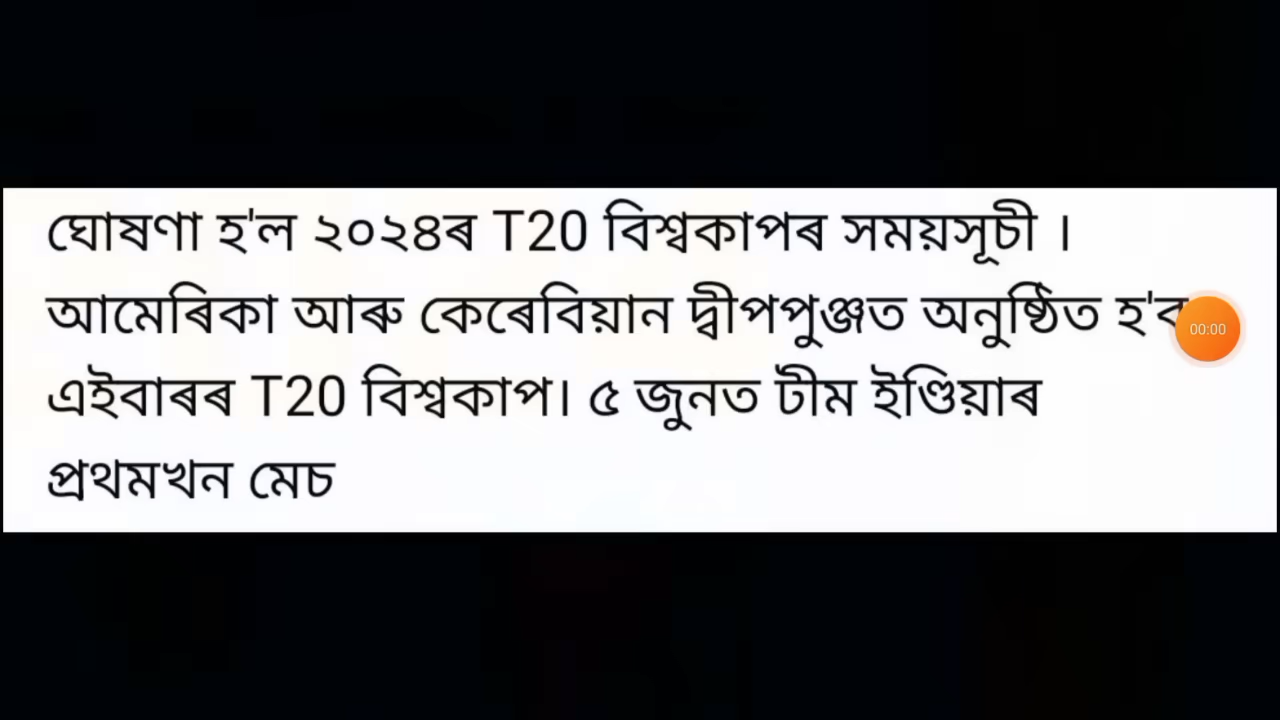 ঘোষণা হ'ল ২০২৪ৰ T20 বিশ্বকাপৰ সময়সূচী ।
আমেৰিকা আৰু কেৰেবিয়ান দ্বীপপুঞ্জত অনুষ্ঠিত হ'ব
00:00
এইবাৰৰ T20 বিশ্বকাপ। ৫ জুনত টীম ইণ্ডিয়াৰ
প্ৰথমখন মেচ